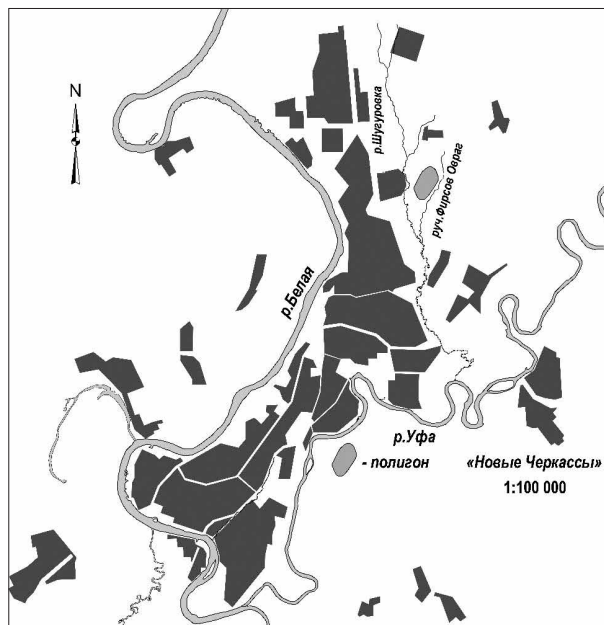 N
р.Шугуровка
руч.Фирсов Овраг
р.Белая
р.Уфа
- полигон
«Новые Черкассы»
1:100 000